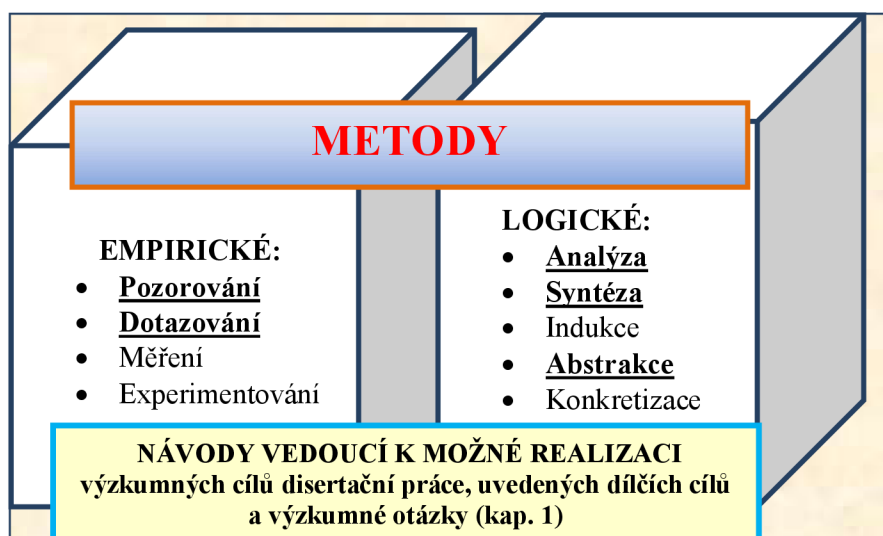 METODY
EMPIRICKÉ:
• Pozorování
• Dotazování
• Měření
• Experimentování
LOGICKÉ:
• Analýza
• Syntéza
• Indukce
• Abstrakce
• Konkretizace
NÁVODY VEDOUCÍ K MOŽNÉ REALIZACI
výzkumných cílů disertační práce, uvedených dílčích cílů
a výzkumné otázky (kap. 1)